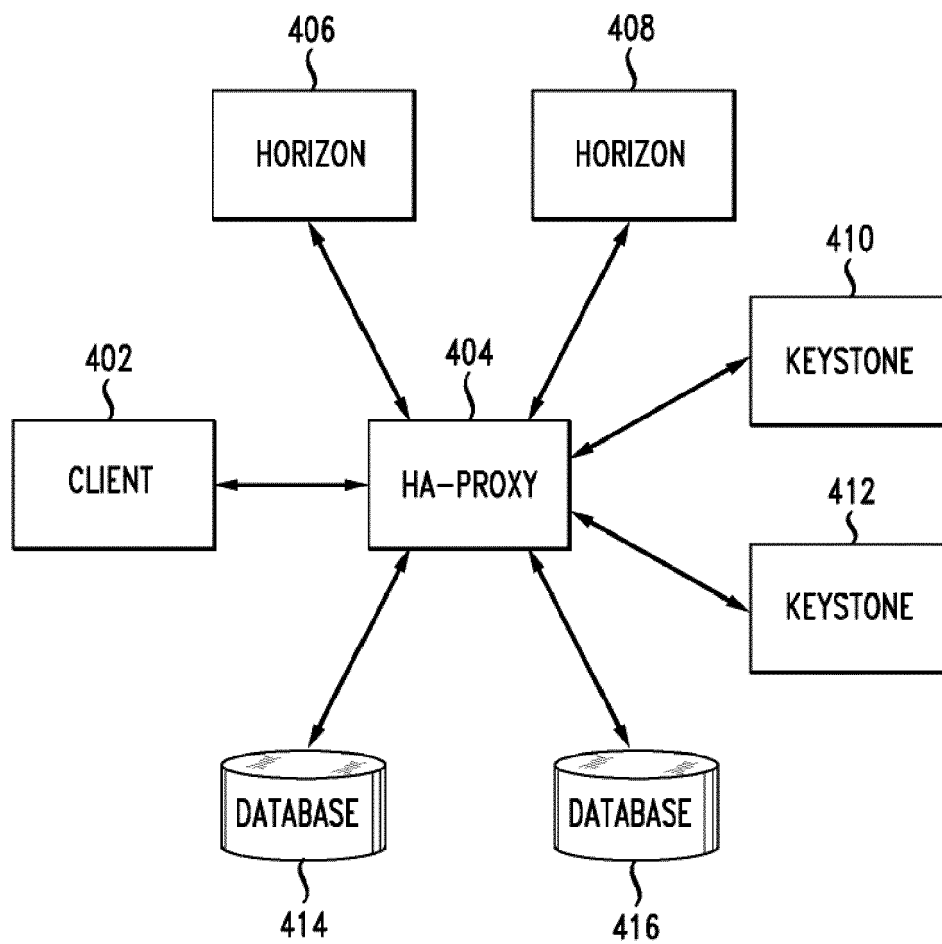 406
408
HORIZON
HORIZON
410
KEYSTONE
402
404
CLIENT
HA-PROXY
412
KEYSTONE
DATABASE
DATABASE
414
416